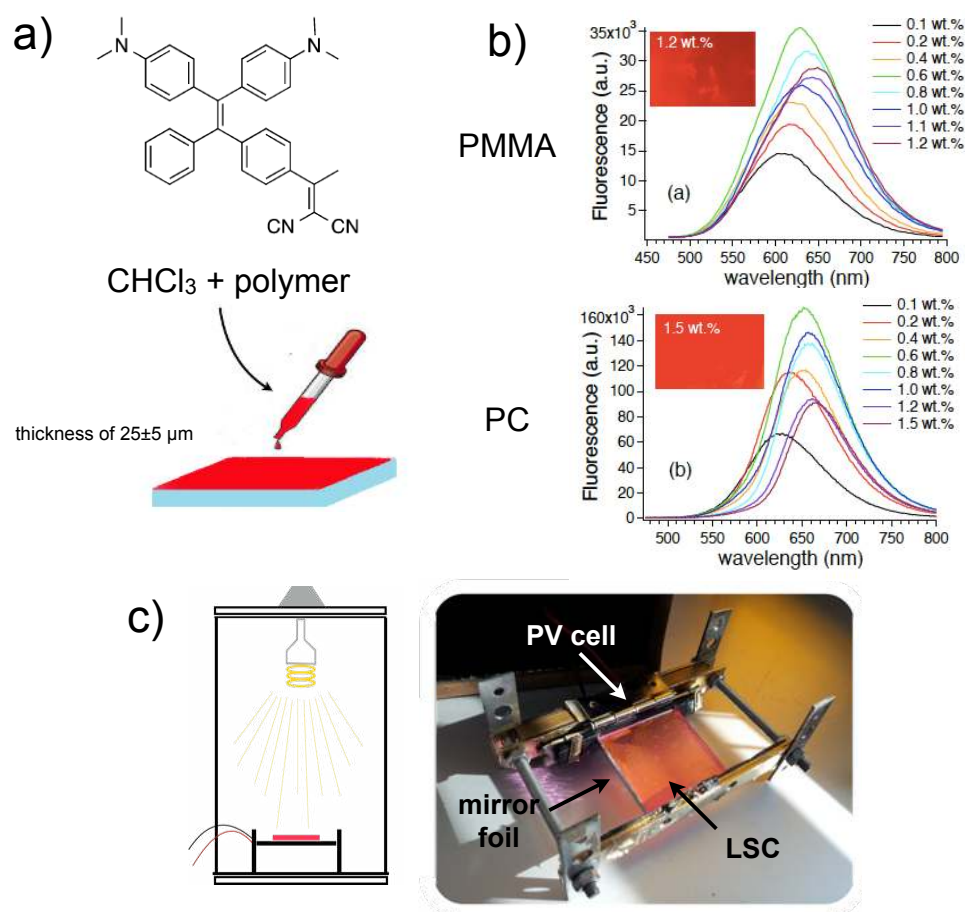 a)
N
N
CN
CN
CHCl₃ + polymer
thickness of 25±5 µm
b)
PMMA
35x10³
30
25
20
15
10
5
Fluorescence (a.u.)
1.2 wt.%
(a)
0.1 wt.%
0.2 wt.%
0.4 wt.%
0.6 wt.%
0.8 wt.%
1.0 wt.%
1.1 wt.%
1.2 wt.%
450 500 550 600 650 700 750 800
wavelength (nm)
PC
160x10³
140
120
100
80
60
40
20
0
Fluorescence (a.u.)
1.5 wt.%
(b)
0.1 wt.%
0.2 wt.%
0.4 wt.%
0.6 wt.%
0.8 wt.%
1.0 wt.%
1.2 wt.%
1.5 wt.%
500 550 600 650 700 750 800
wavelength (nm)
c)
PV cell
mirror
foil
LSC